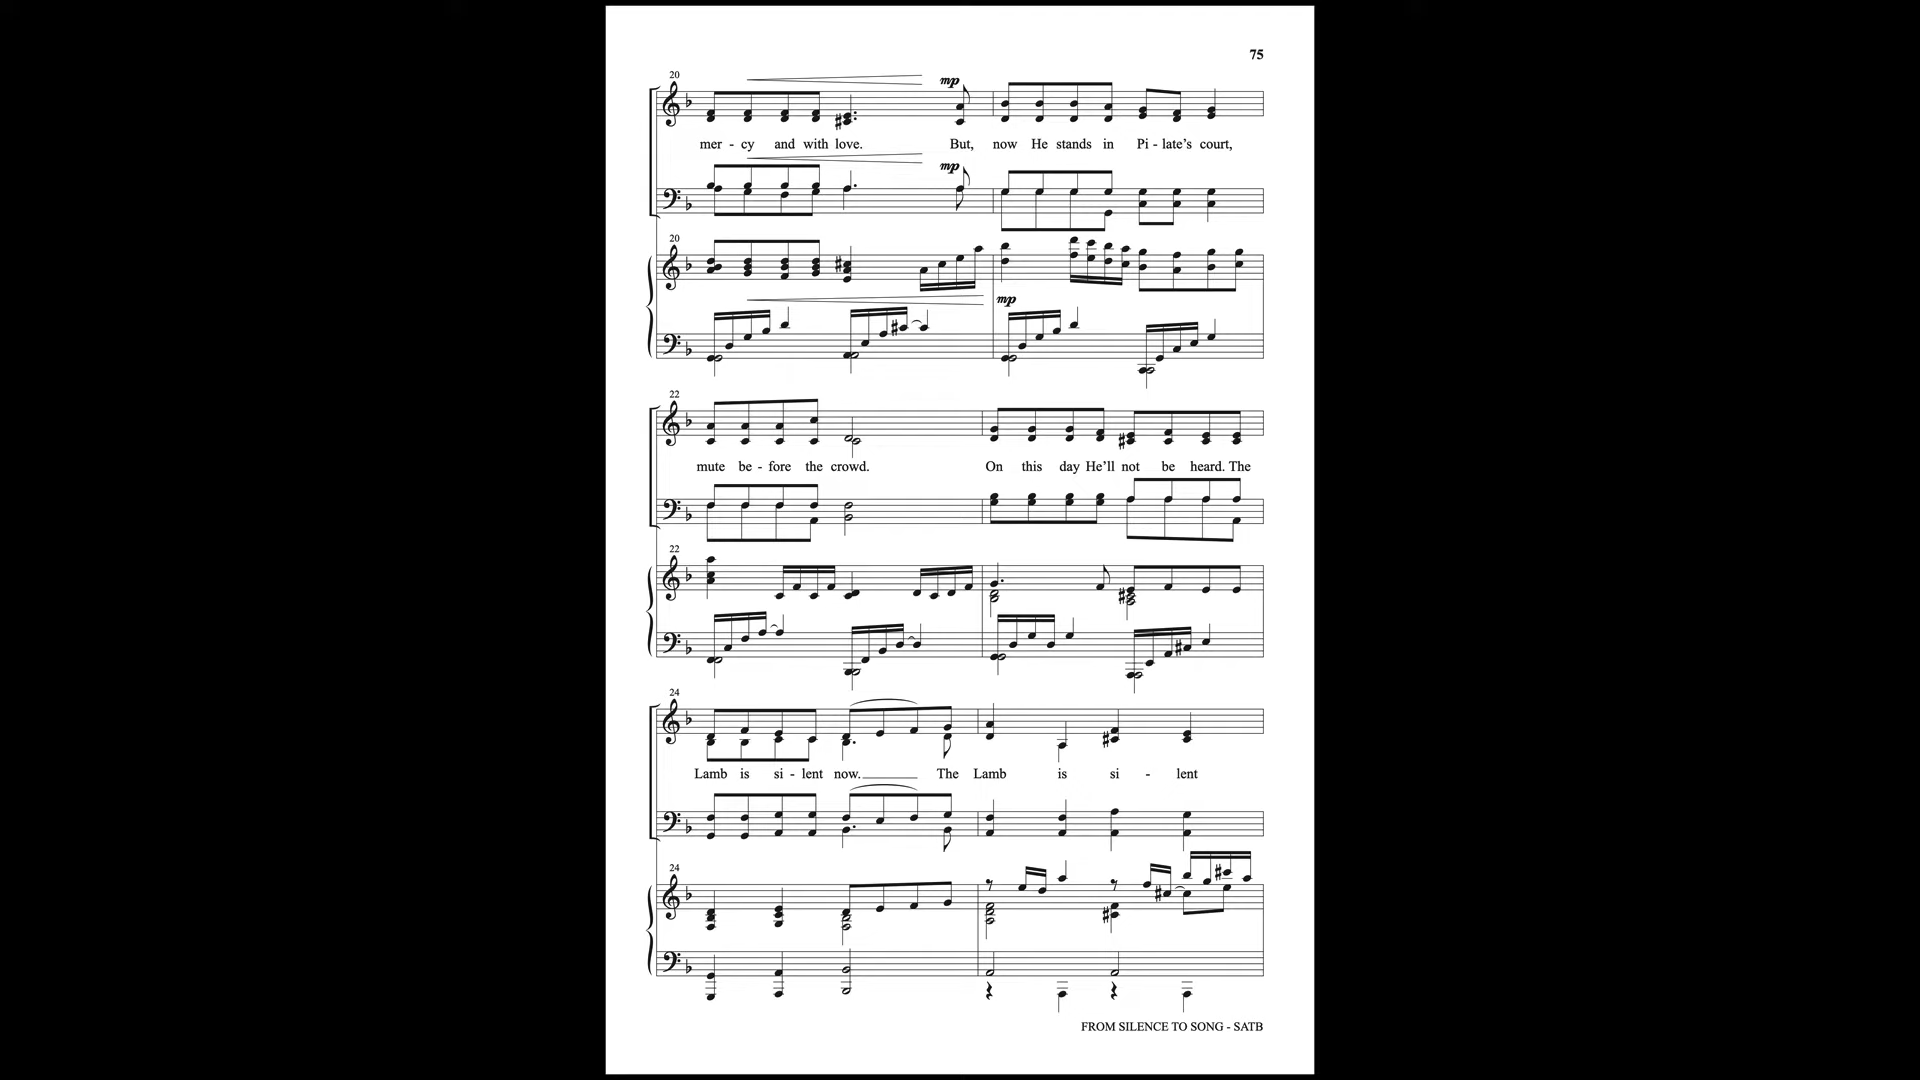 75
20
mp
mer - cy and with love. But, now He stands in Pi - late's court,
mp
20
mp
22
mute be - fore the crowd. On this day He'll not be heard. The
22
24
Lamb is si - lent now. The Lamb is si - lent
24
FROM SILENCE TO SONG - SATB